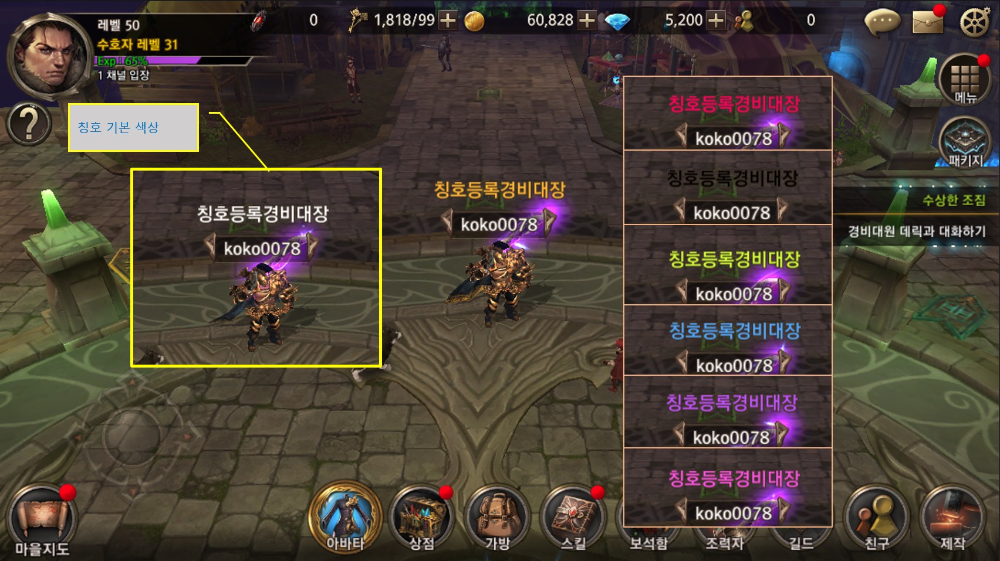 레벨 50
수호자 레벨 31
Exp : 65%
1 채널 입장
0
1,818/99
60,828
5,200
0
메뉴
패키지
?
칭호 기본 색상
칭호등록경비대장
koko0078
칭호등록경비대장
koko0078
칭호등록경비대장
koko0078
칭호등록경비대장
koko0078
칭호등록경비대장
koko0078
칭호등록경비대장
koko0078
칭호등록경비대장
koko0078
칭호등록경비대장
koko0078
수상한 조짐
경비대원 데릭과 대화하기
마을지도
아바타
상점
가방
스킬
보석함
조력자
길드
친구
제작